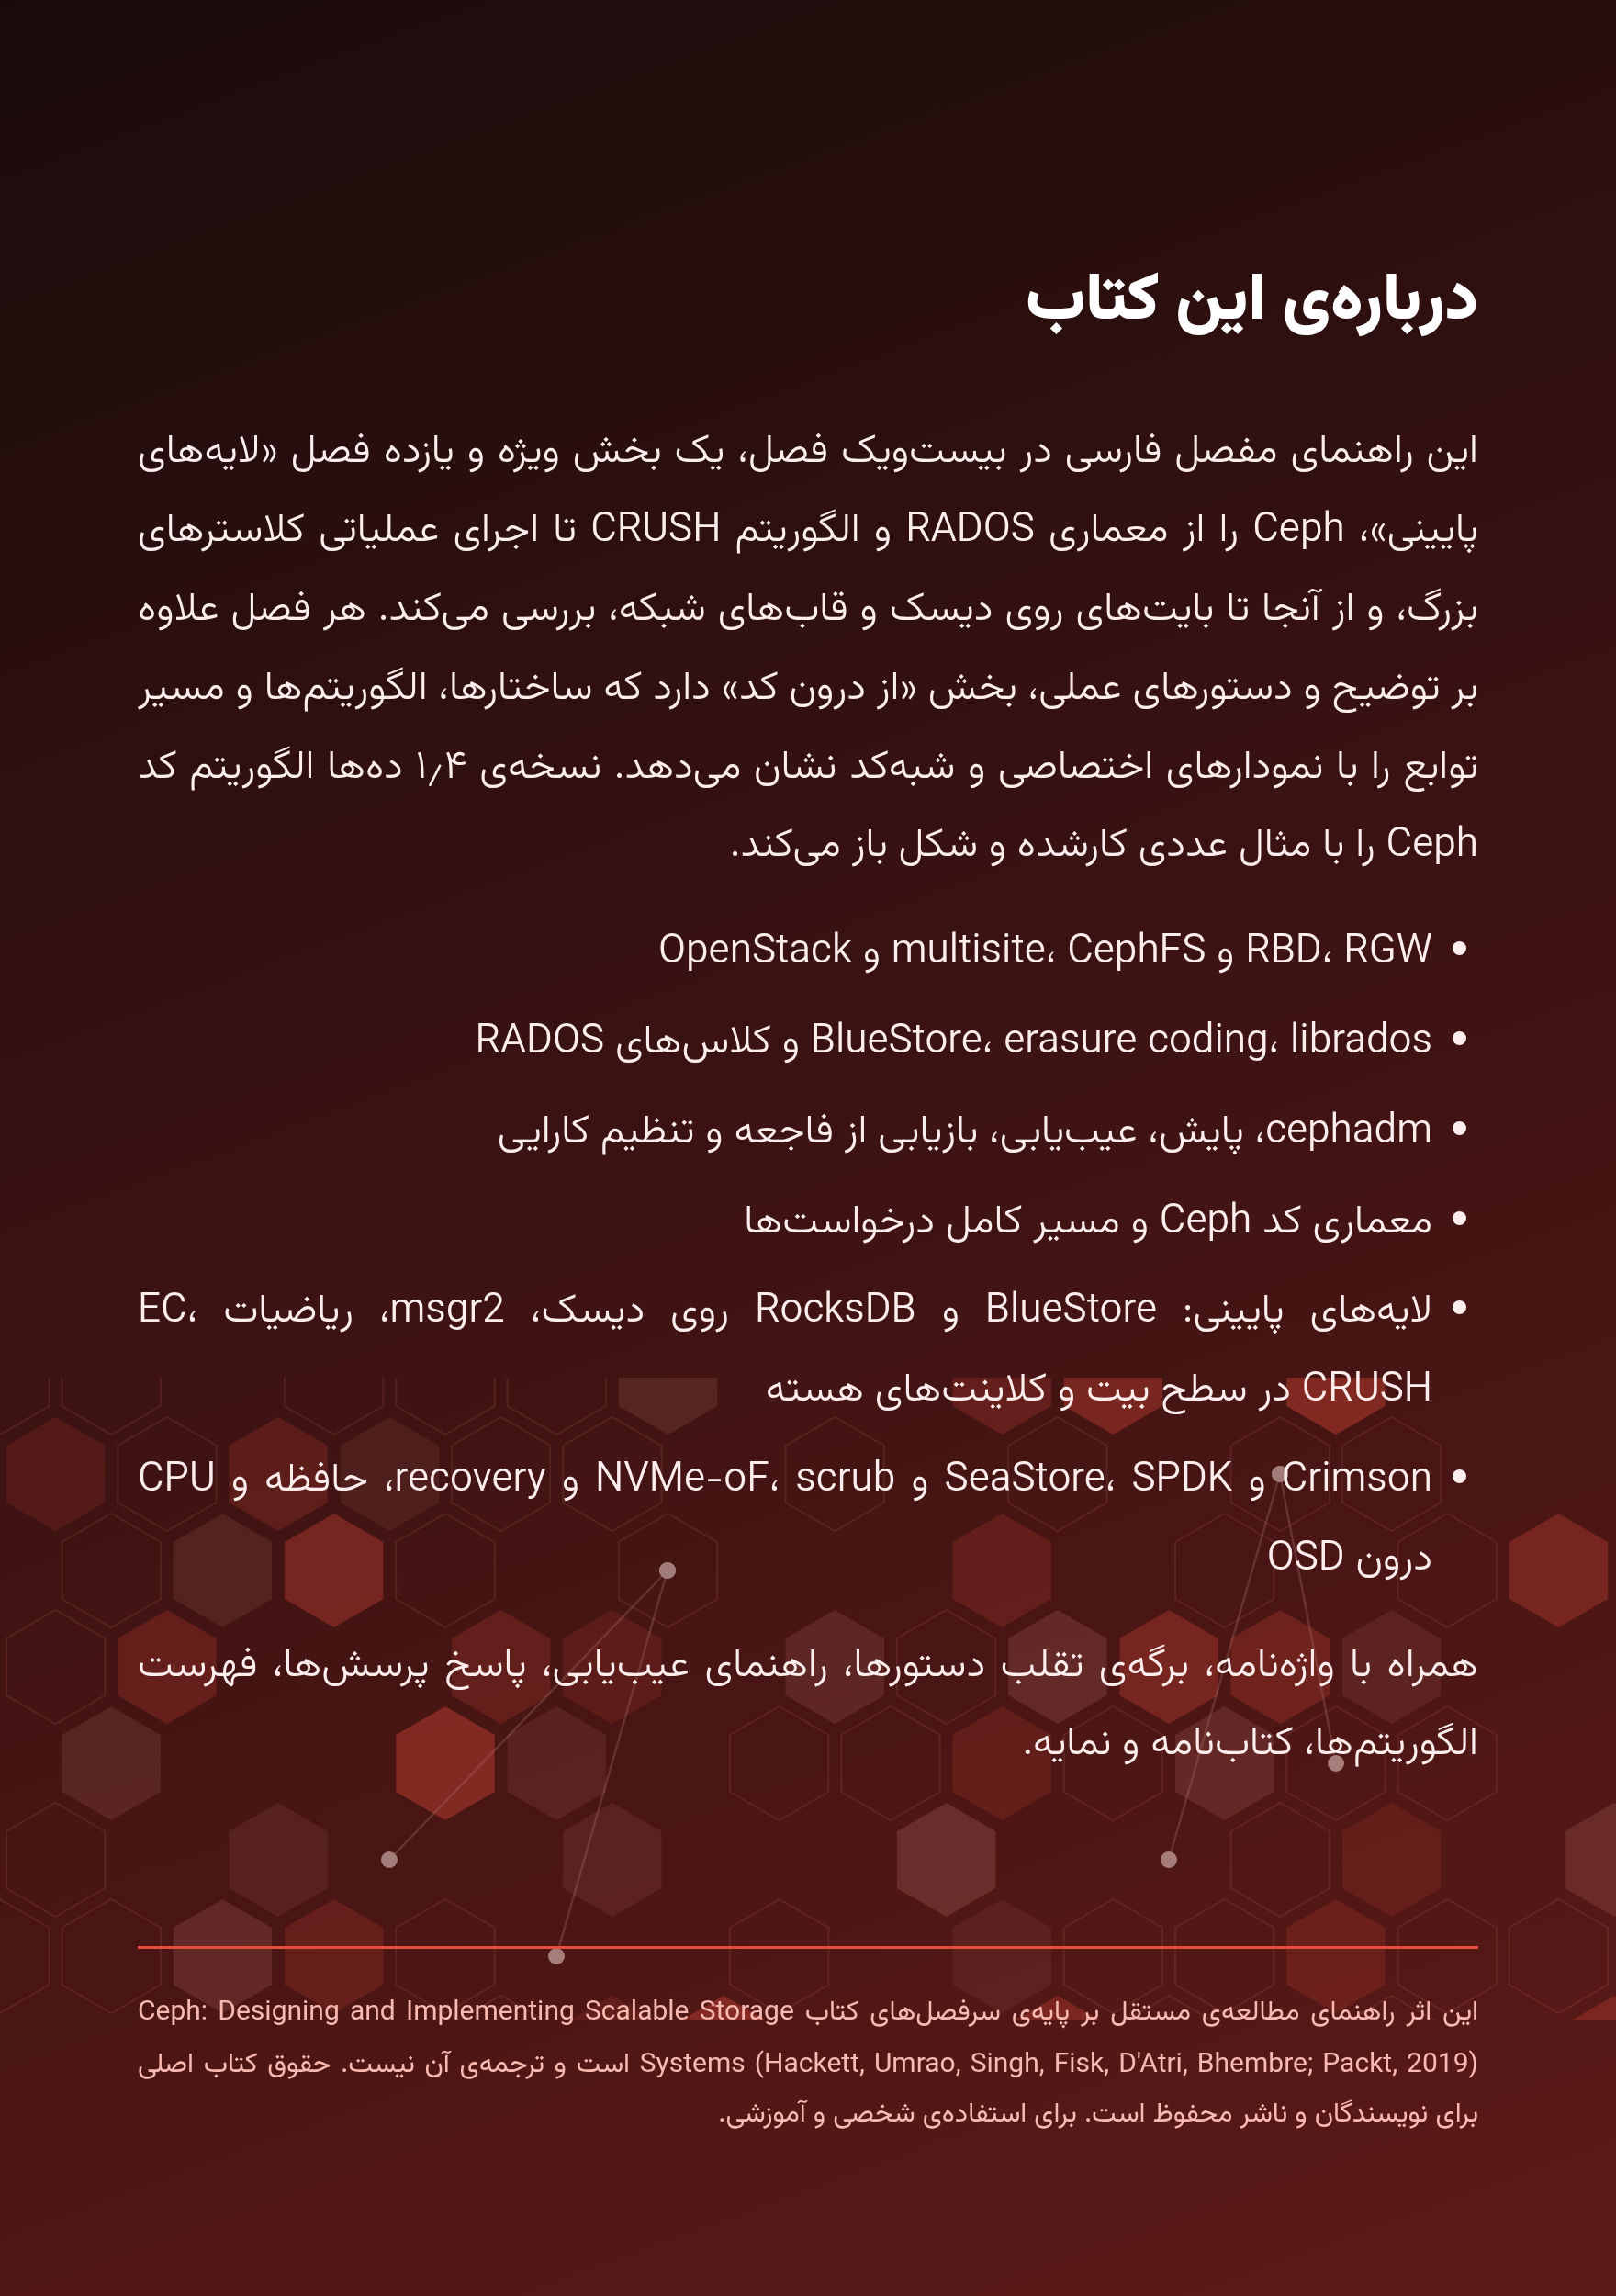 درباره‌ی این کتاب
این راهنمای مفصل فارسی در بیست‌ویک فصل، یک بخش ویژه و یازده فصل «لایه‌های
پایینی»، Ceph را از معماری RADOS و الگوریتم CRUSH تا اجرای عملیاتی کلاسترهای
بزرگ، و از آنجا تا بایت‌های روی دیسک و قاب‌های شبکه، بررسی می‌کند. هر فصل علاوه
بر توضیح و دستورهای عملی، بخش «از درون کد» دارد که ساختارها، الگوریتم‌ها و مسیر
توابع را با نمودارهای اختصاصی و شبه‌کد نشان می‌دهد. نسخه‌ی ۱٫۴ ده‌ها الگوریتم کد
Ceph را با مثال عددی کارشده و شکل باز می‌کند.
• RBD، RGW و multisite، CephFS و OpenStack
• BlueStore، erasure coding، librados و کلاس‌های RADOS
• cephadm، پایش، عیب‌یابی، بازیابی از فاجعه و تنظیم کارایی
• معماری کد Ceph و مسیر کامل درخواست‌ها
• لایه‌های پایینی: BlueStore و RocksDB روی دیسک، msgr2، ریاضیات EC،
CRUSH در سطح بیت و کلاینت‌های هسته
• Crimson و SeaStore، SPDK و NVMe-oF، scrub و recovery، حافظه و CPU
درون OSD
همراه با واژه‌نامه، برگه‌ی تقلب دستورها، راهنمای عیب‌یابی، پاسخ پرسش‌ها، فهرست
الگوریتم‌ها، کتاب‌نامه و نمایه.
این اثر راهنمای مطالعه‌ی مستقل بر پایه‌ی سرفصل‌های کتاب Ceph: Designing and Implementing Scalable Storage
Systems (Hackett, Umrao, Singh, Fisk, D'Atri, Bhembre; Packt, 2019) است و ترجمه‌ی آن نیست. حقوق کتاب اصلی
برای نویسندگان و ناشر محفوظ است. برای استفاده‌ی شخصی و آموزشی.